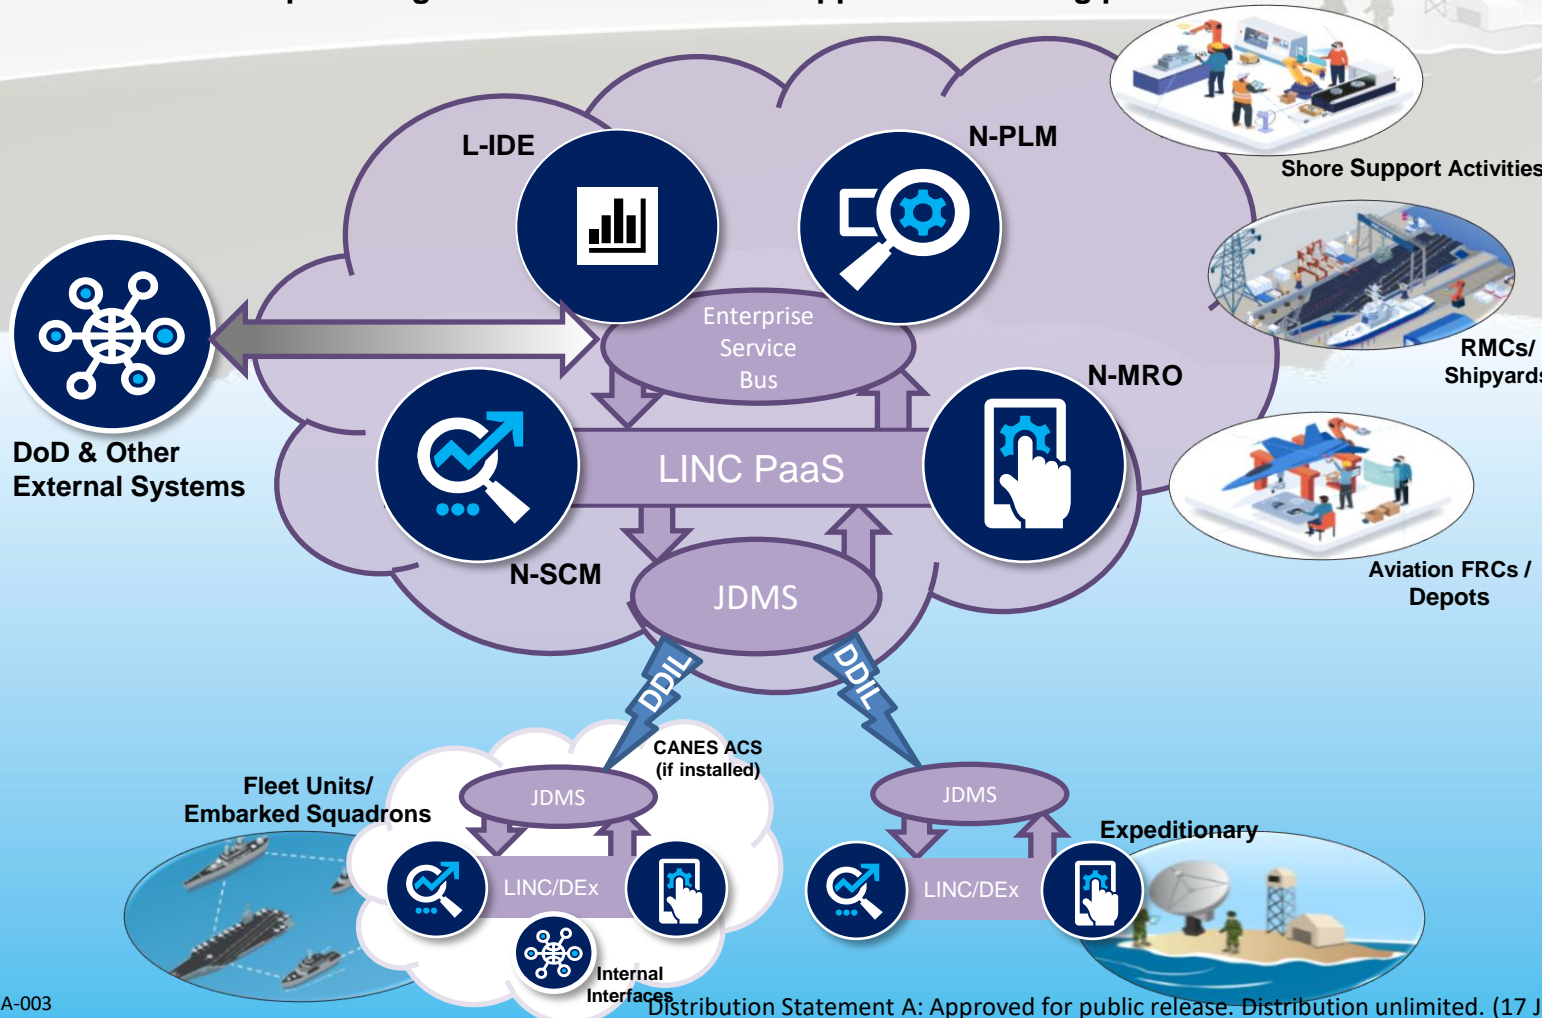 L-IDE
N-PLM
Shore Support Activities
Enterprise
Service
Bus
RMCs/
Shipyards
N-MRO
DoD & Other
External Systems
LINC PaaS
N-SCM
Aviation FRCs /
Depots
JDMS
DDIL
DDIL
CANES ACS
(if installed)
Fleet Units/
Embarked Squadrons
JDMS
JDMS
Expeditionary
LINC/DEx
LINC/DEx
Internal
Interfaces
A-003
Distribution Statement A: Approved for public release. Distribution unlimited. (17 J